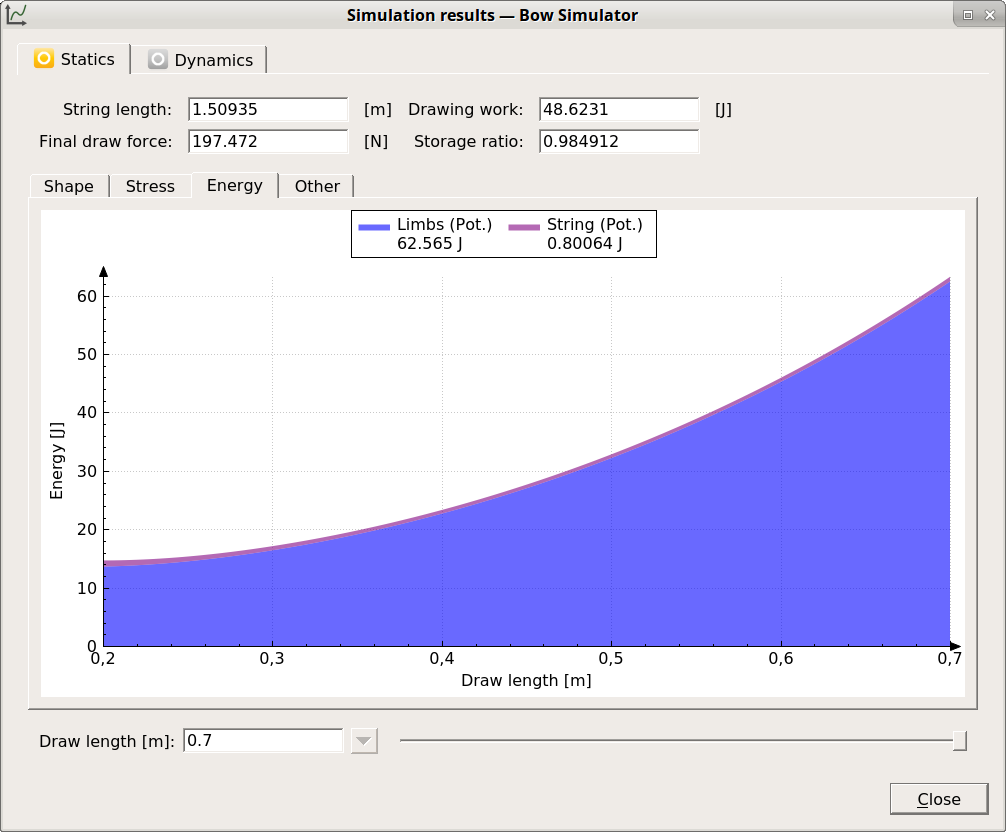 Simulation results — Bow Simulator
Statics Dynamics
String length: 1.50935 [m] Drawing work: 48.6231 [J]
Final draw force: 197.472 [N] Storage ratio: 0.984912
Shape Stress Energy Other
Limbs (Pot.) String (Pot.)
62.565 J 0.80064 J
60
50
40
30
20
10
0
Energy [J]
0,2 0,3 0,4 0,5 0,6 0,7
Draw length [m]
Draw length [m]: 0.7
Close